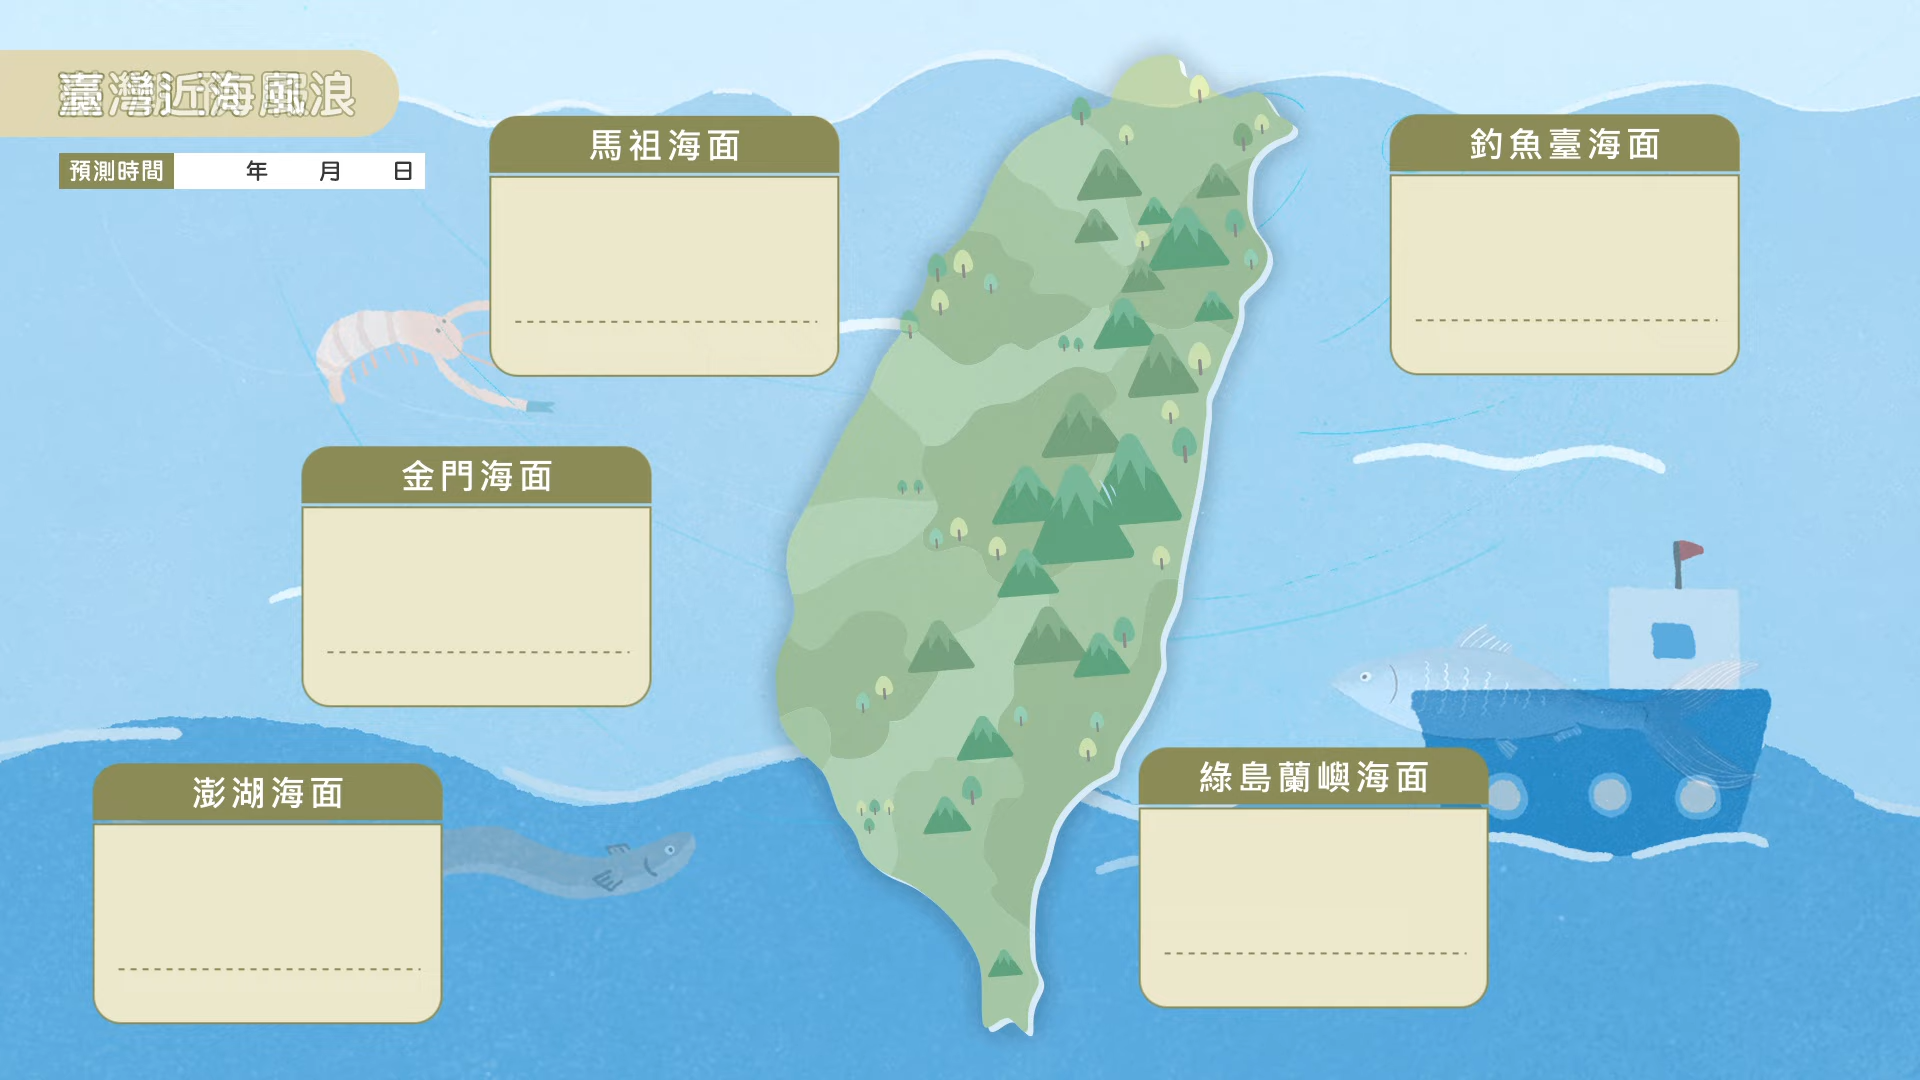 臺灣近海風浪
預測時間 年 月 日
馬祖海面
釣魚臺海面
金門海面
澎湖海面
綠島蘭嶼海面